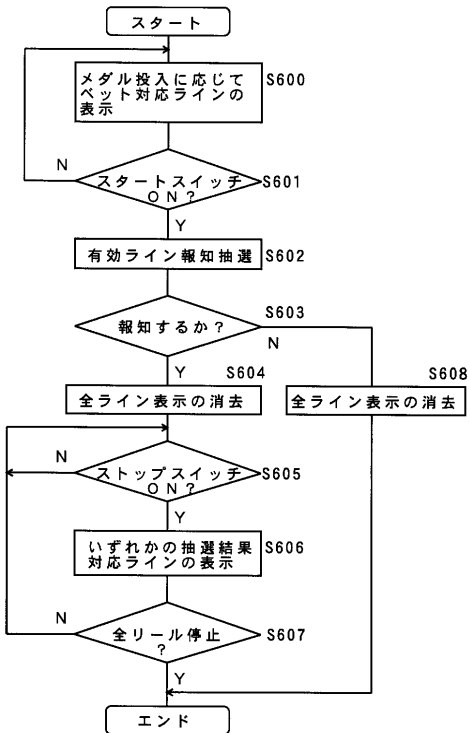 スタート
メダル投入に応じて
ベット対応ラインの
表示
S600
N
スタートスイッチ
ON?
S601
Y
有効ライン報知抽選
S602
報知するか?
S603
N
Y
S604
全ライン表示の消去
S608
全ライン表示の消去
N
ストップスイッチ
ON?
S605
Y
いずれかの抽選結果
対応ラインの表示
S606
N
全リール停止
?
S607
Y
エンド